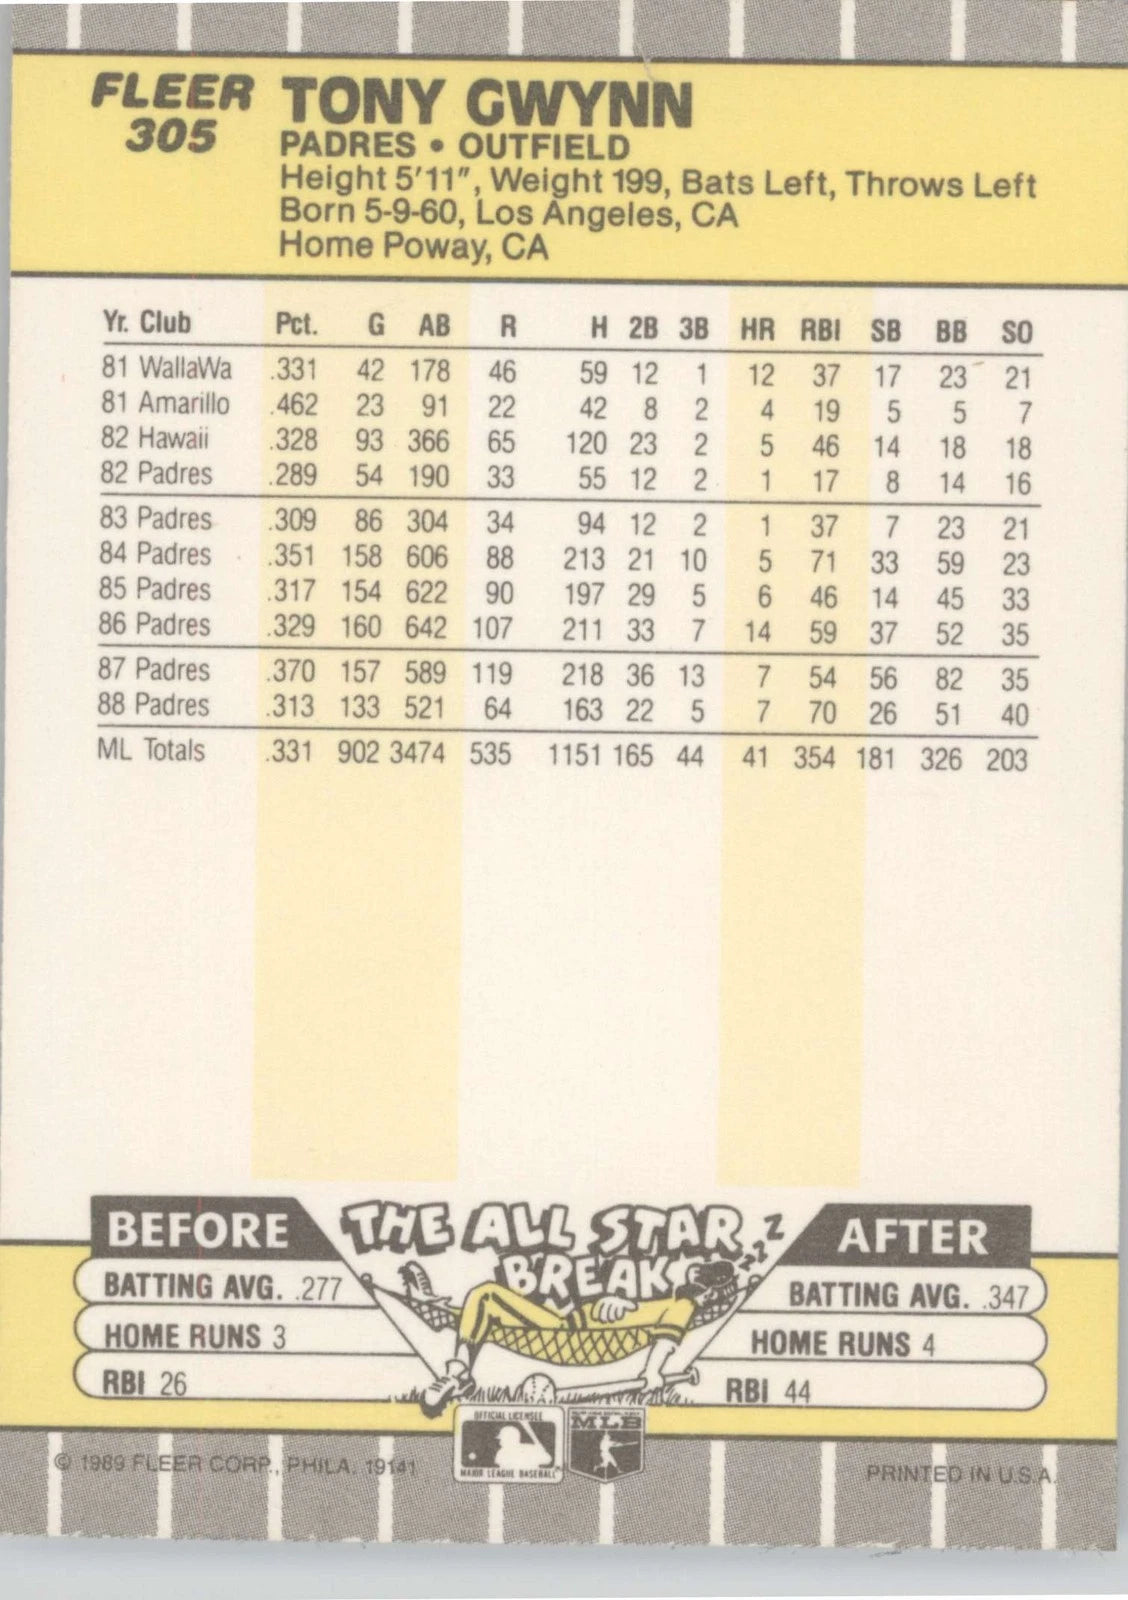 FLEER 305
TONY GWYNN
PADRES • OUTFIELD
Height 5'11", Weight 199, Bats Left, Throws Left
Born 5-9-60, Los Angeles, CA
Home Poway, CA
Yr. Club Pct. G AB R H 2B 3B HR RBI SB BB SO
81 WallaWa .331 42 178 46 59 12 1 12 37 17 23 21
81 Amarillo .462 23 91 22 42 8 2 4 19 5 5 7
82 Hawaii .328 93 366 65 120 23 2 5 46 14 18 18
82 Padres .289 54 190 33 55 12 2 1 17 8 14 16
83 Padres .309 86 304 34 94 12 2 1 37 7 23 21
84 Padres .351 158 606 88 213 21 10 5 71 33 59 23
85 Padres .317 154 622 90 197 29 5 6 46 14 45 33
86 Padres .329 160 642 107 211 33 7 14 59 37 52 35
87 Padres .370 157 589 119 218 36 13 7 54 56 82 35
88 Padres .313 133 521 64 163 22 5 7 70 26 51 40
ML Totals .331 902 3474 535 1151 165 44 41 354 181 326 203
BEFORE THE ALL STAR BREAK ZZZZ AFTER
BATTING AVG. .277 BATTING AVG. .347
HOME RUNS 3 HOME RUNS 4
RBI 26 RBI 44
OFFICIAL LICENSEE
MAJOR LEAGUE BASEBALL
MLB
© 1989 FLEER CORP., PHILA. 19141 PRINTED IN U.S.A.